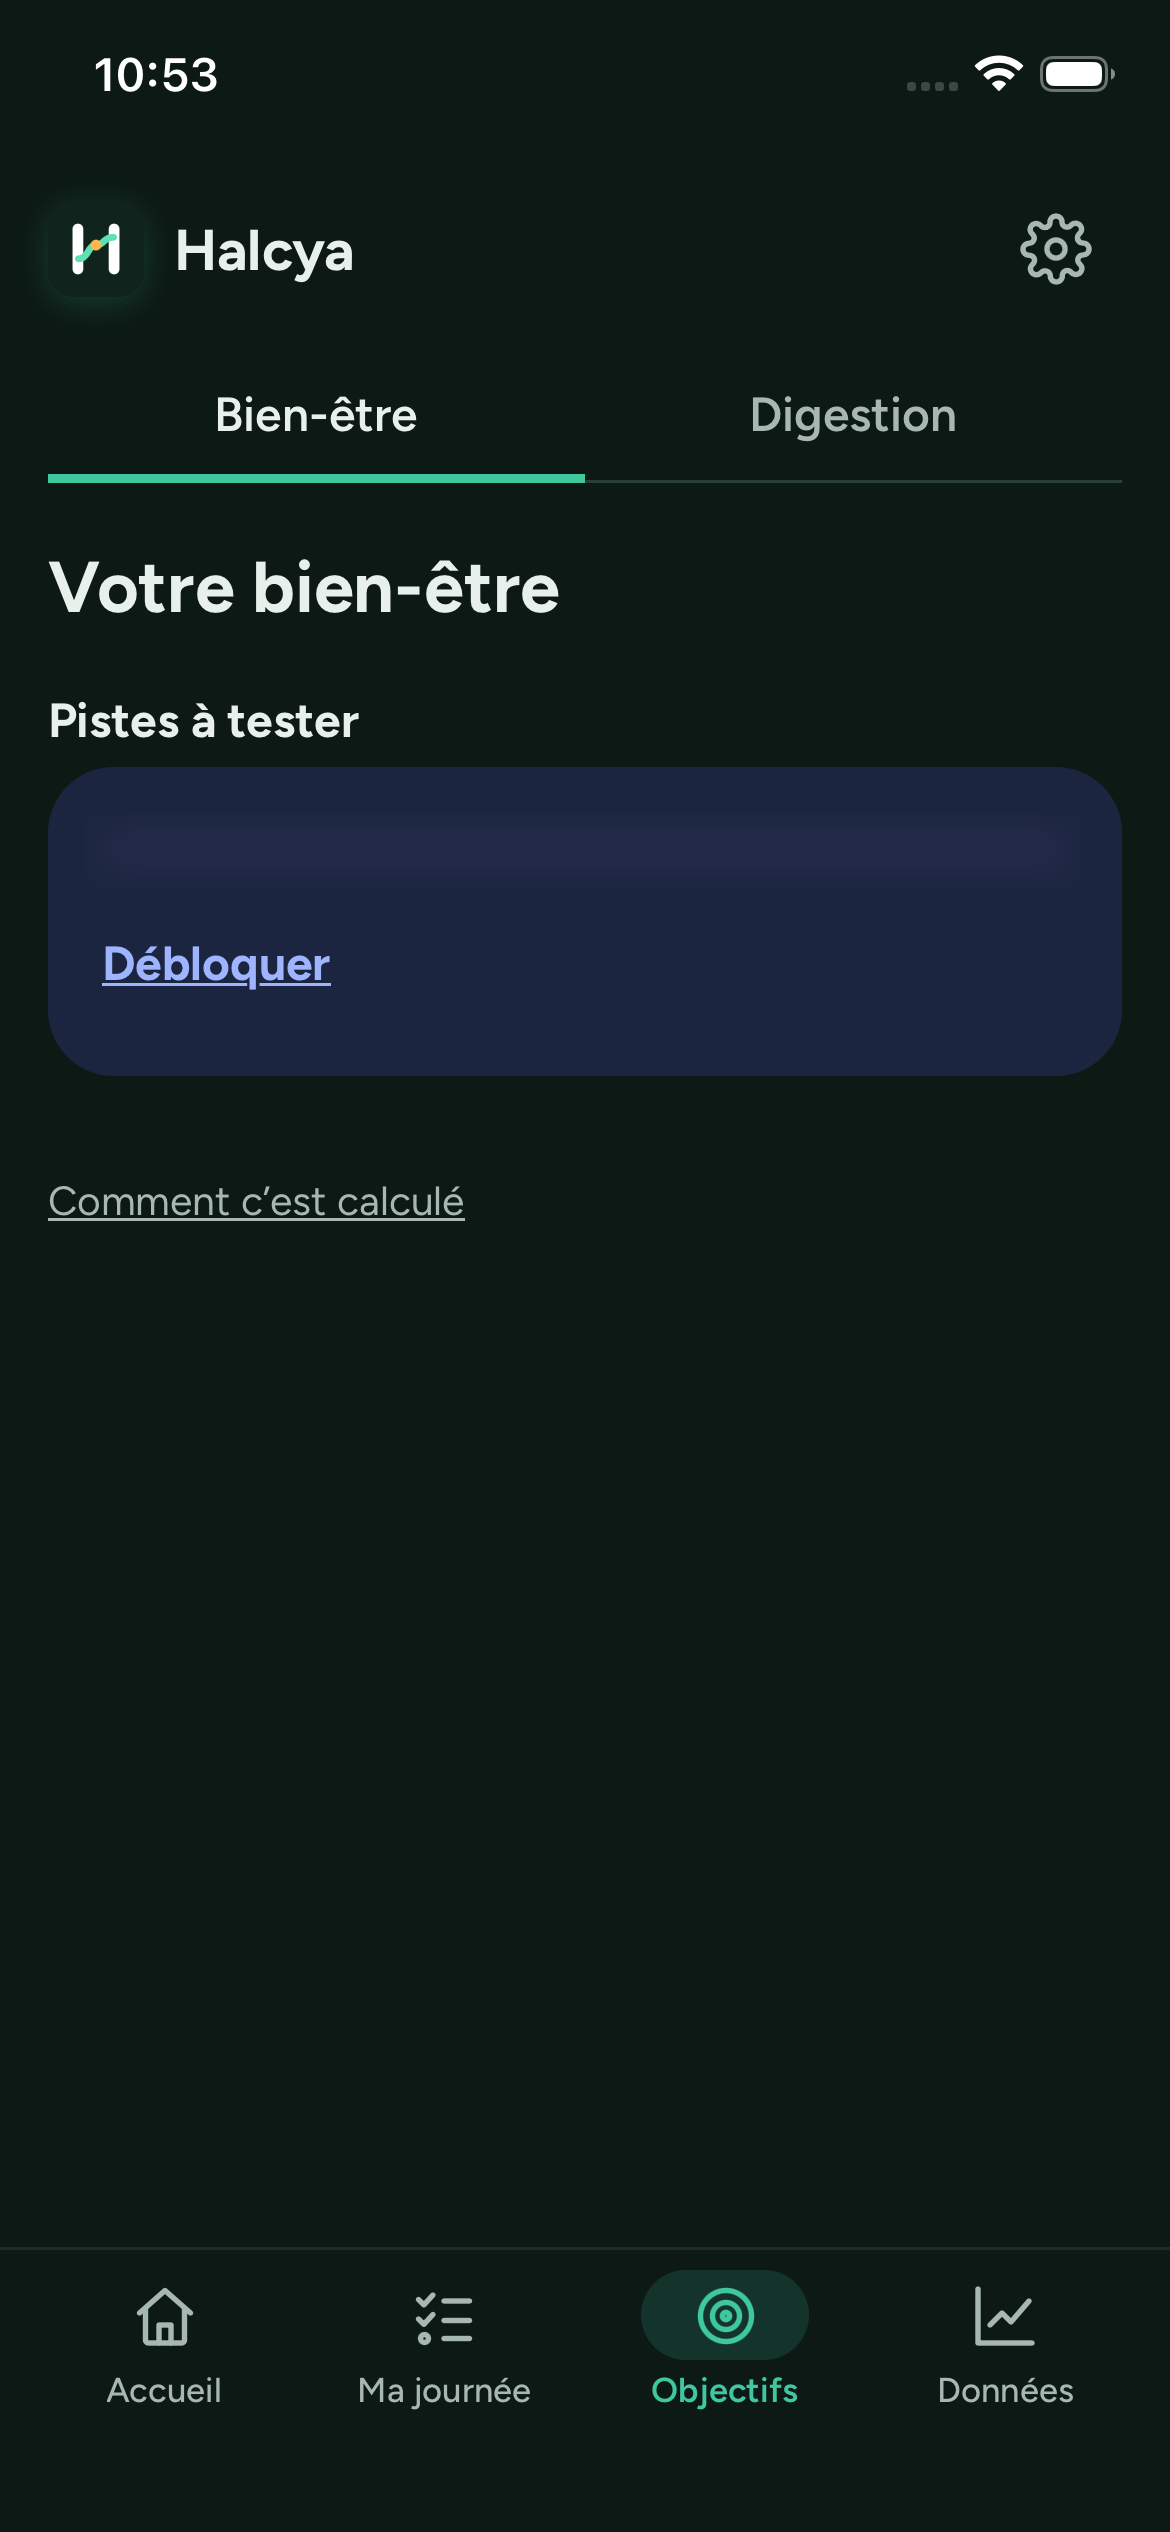 10:53
Halcya
Bien-être
Digestion
Votre bien-être
Pistes à tester
Débloquer
Comment c’est calculé
Accueil
Ma journée
Objectifs
Données